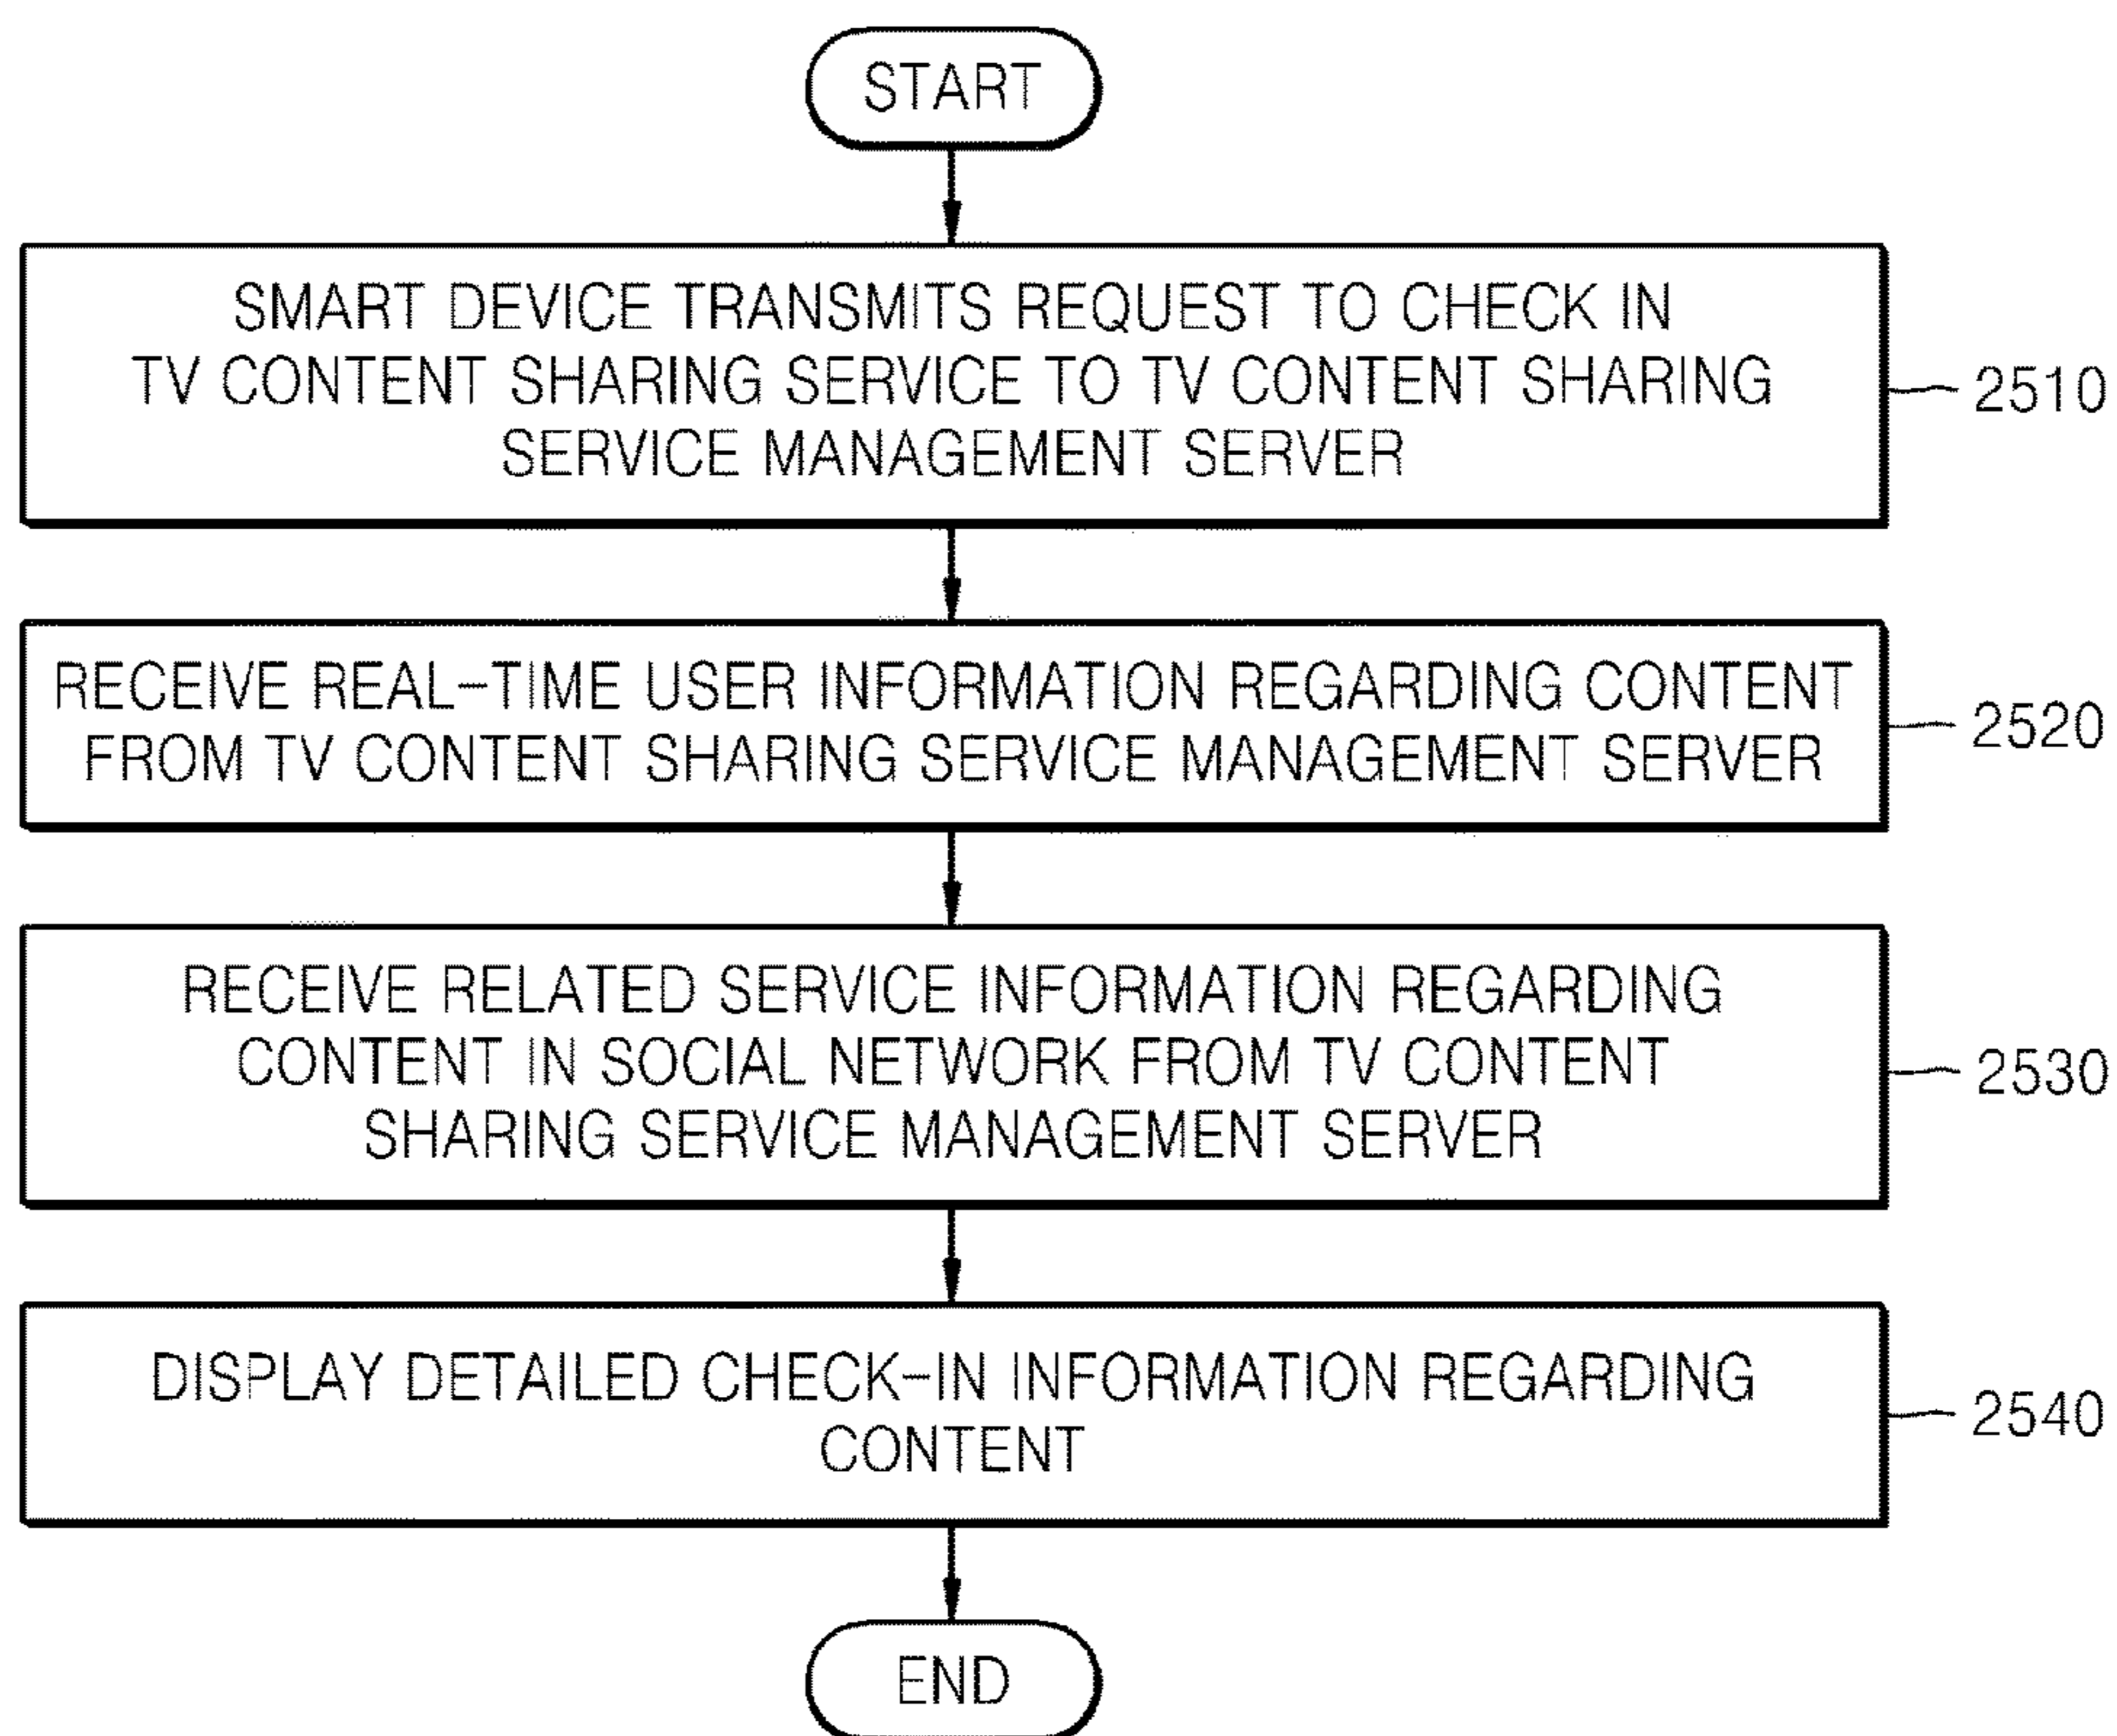 START
SMART DEVICE TRANSMITS REQUEST TO CHECK IN
TV CONTENT SHARING SERVICE TO TV CONTENT SHARING
SERVICE MANAGEMENT SERVER
2510
RECEIVE REAL-TIME USER INFORMATION REGARDING CONTENT
FROM TV CONTENT SHARING SERVICE MANAGEMENT SERVER
2520
RECEIVE RELATED SERVICE INFORMATION REGARDING
CONTENT IN SOCIAL NETWORK FROM TV CONTENT
SHARING SERVICE MANAGEMENT SERVER
2530
DISPLAY DETAILED CHECK-IN INFORMATION REGARDING
CONTENT
2540
END